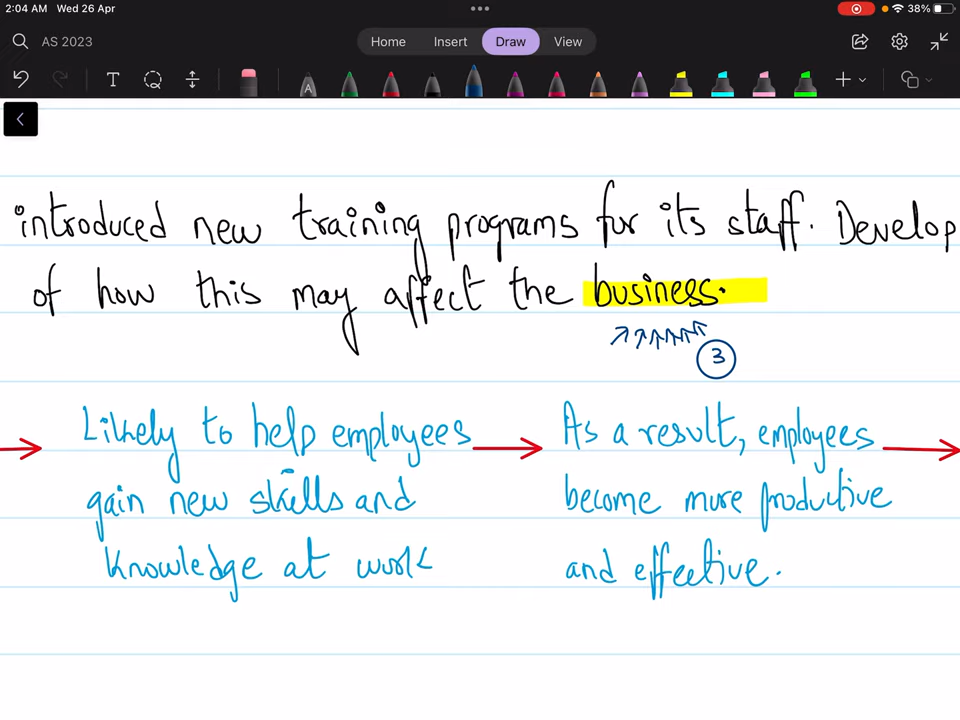 2:04 AM Wed 26 Apr
38%
AS 2023
Home Insert Draw View
T
A
introduced new training programs for its staff. Develop
of how this may affect the business.
3
Likely to help employees
gain new skills and
knowledge at work
As a result, employees
become more productive
and effective.